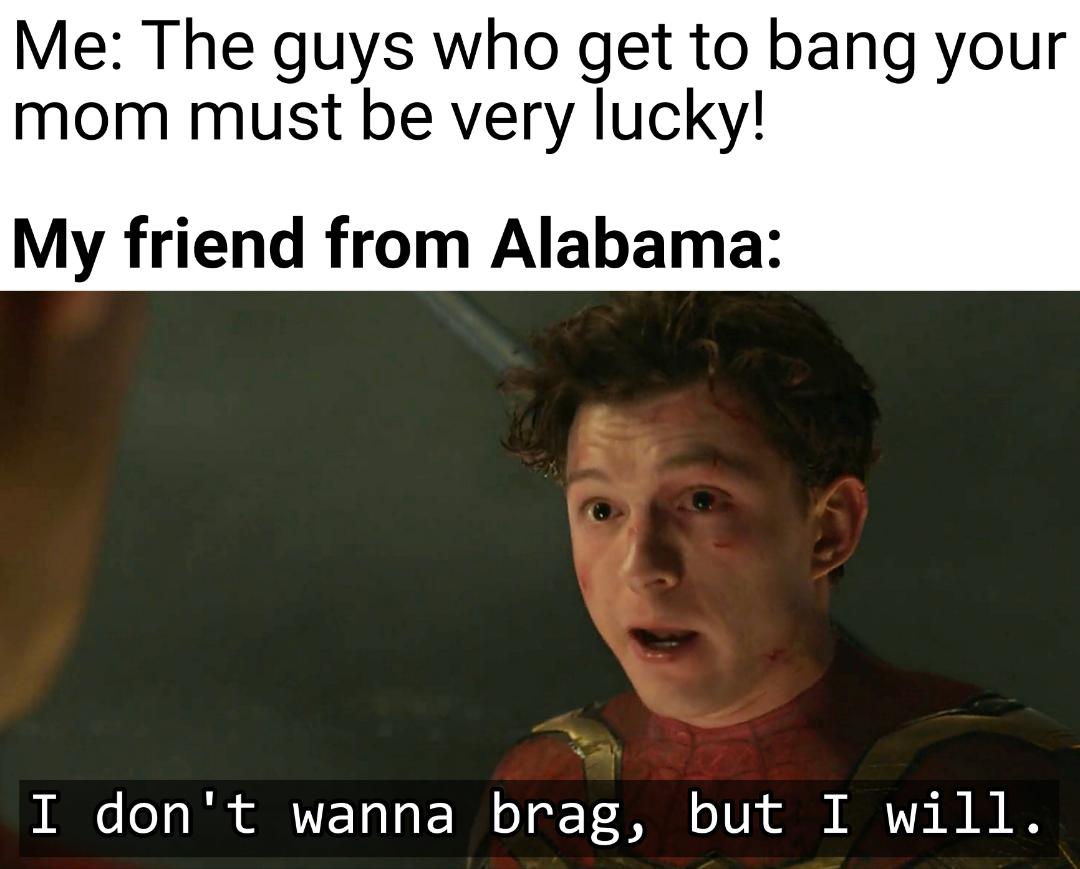 Me: The guys who get to bang your
mom must be very lucky!
My friend from Alabama:
I don't wanna brag, but I will.